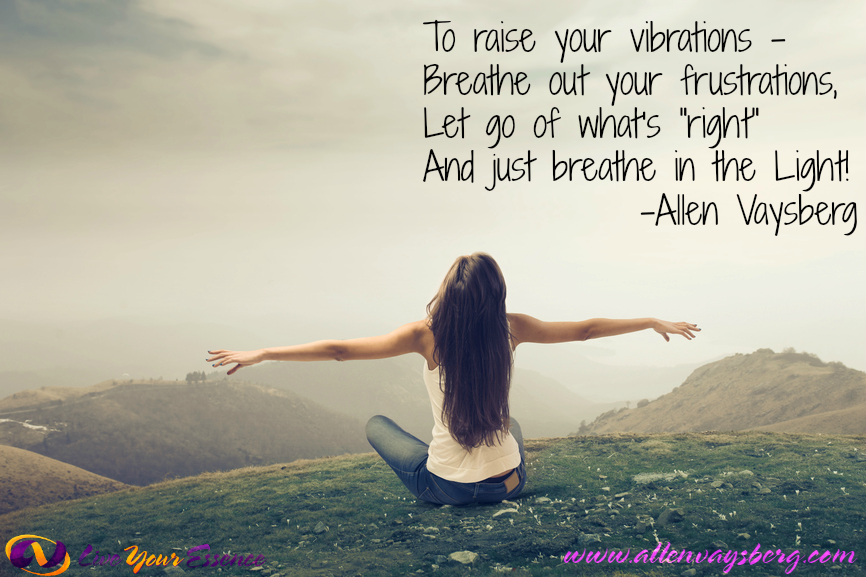 To raise your vibrations -
Breathe out your frustrations,
Let go of what's "right"
And just breathe in the Light!
-Allen Vaysberg
Live Your Essence
www.allenvaysberg.com